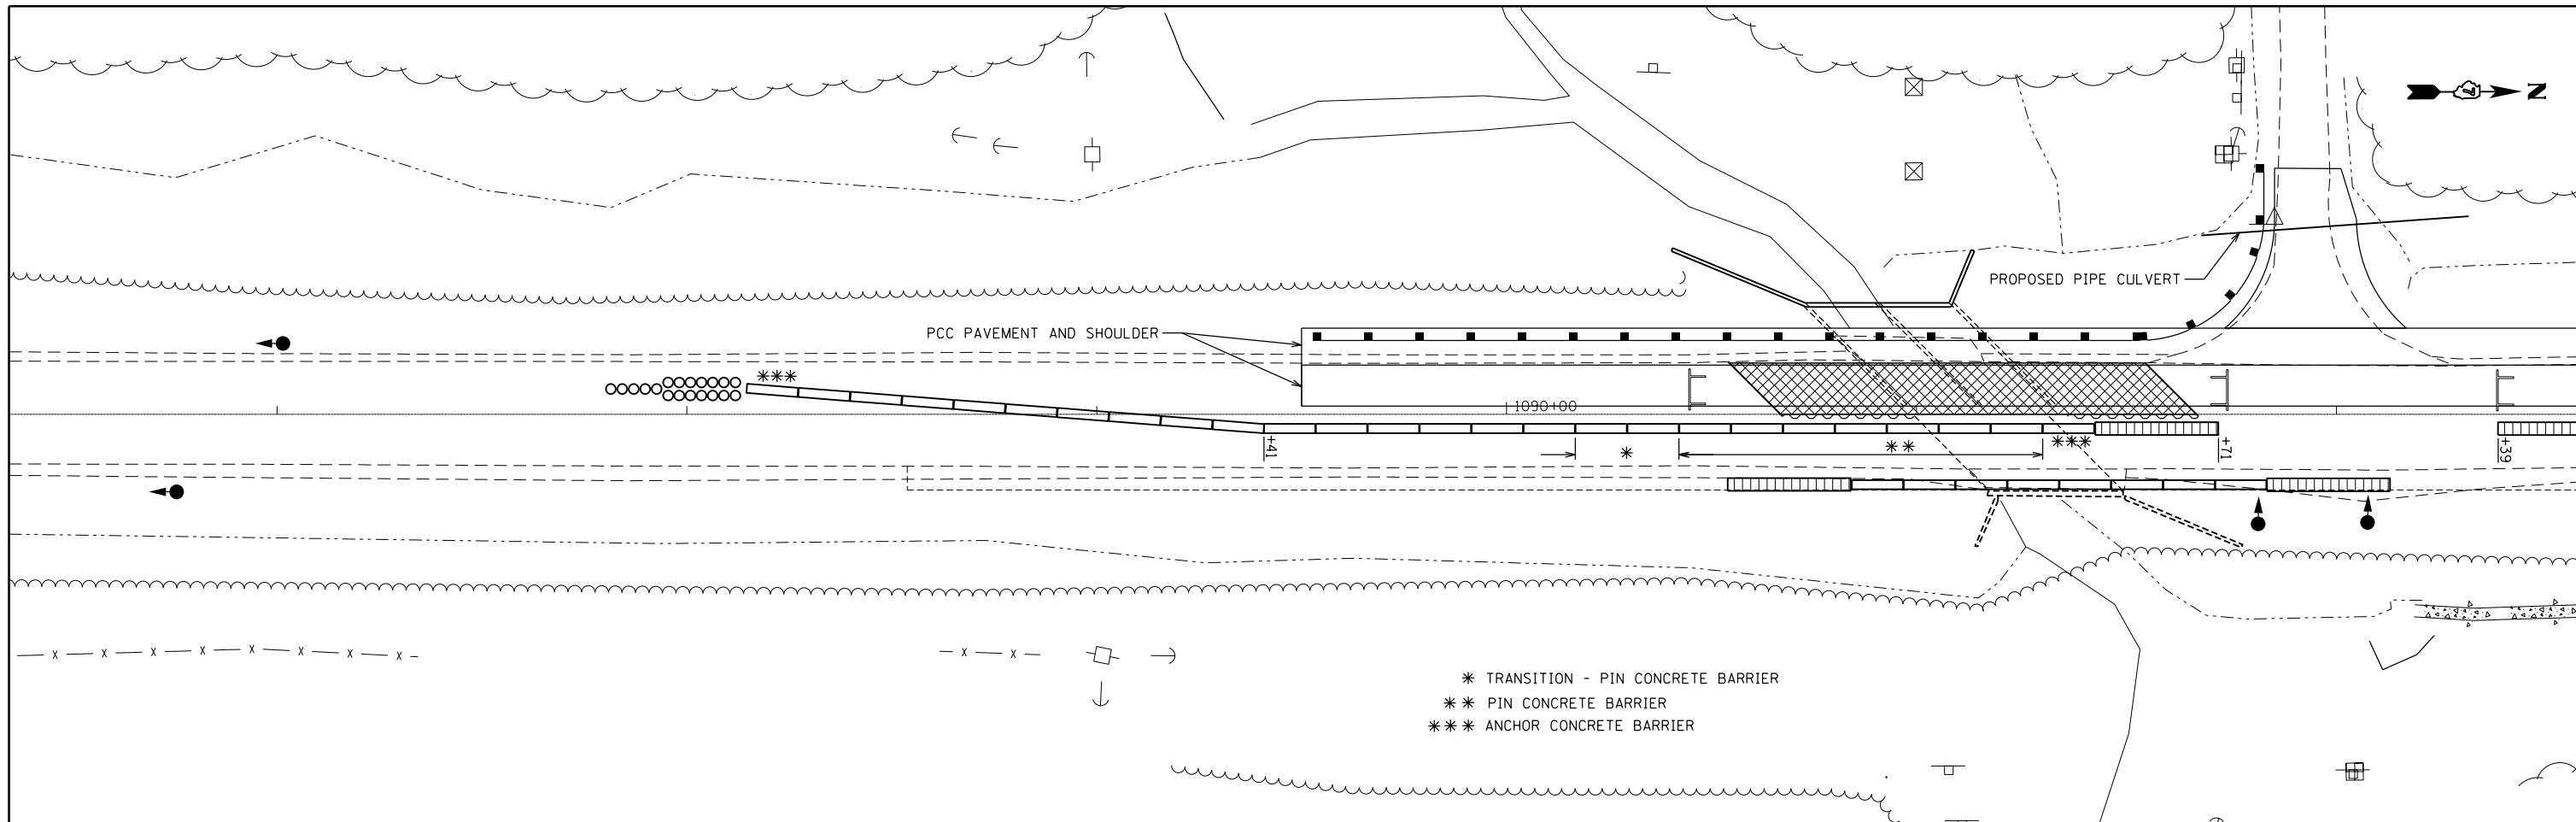 N
PROPOSED PIPE CULVERT
PCC PAVEMENT AND SHOULDER
***
1090+00
+41
*
**
***
+71
+39
* TRANSITION - PIN CONCRETE BARRIER
** PIN CONCRETE BARRIER
*** ANCHOR CONCRETE BARRIER